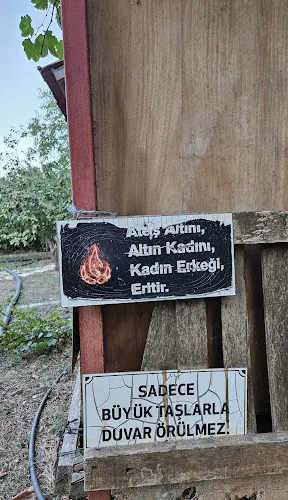 Ateş Altını,
Altın Kadını,
Kadın Erkeği,
Eritir.
SADECE
BÜYÜK TAŞLARLA
DUVAR ÖRÜLMEZ.